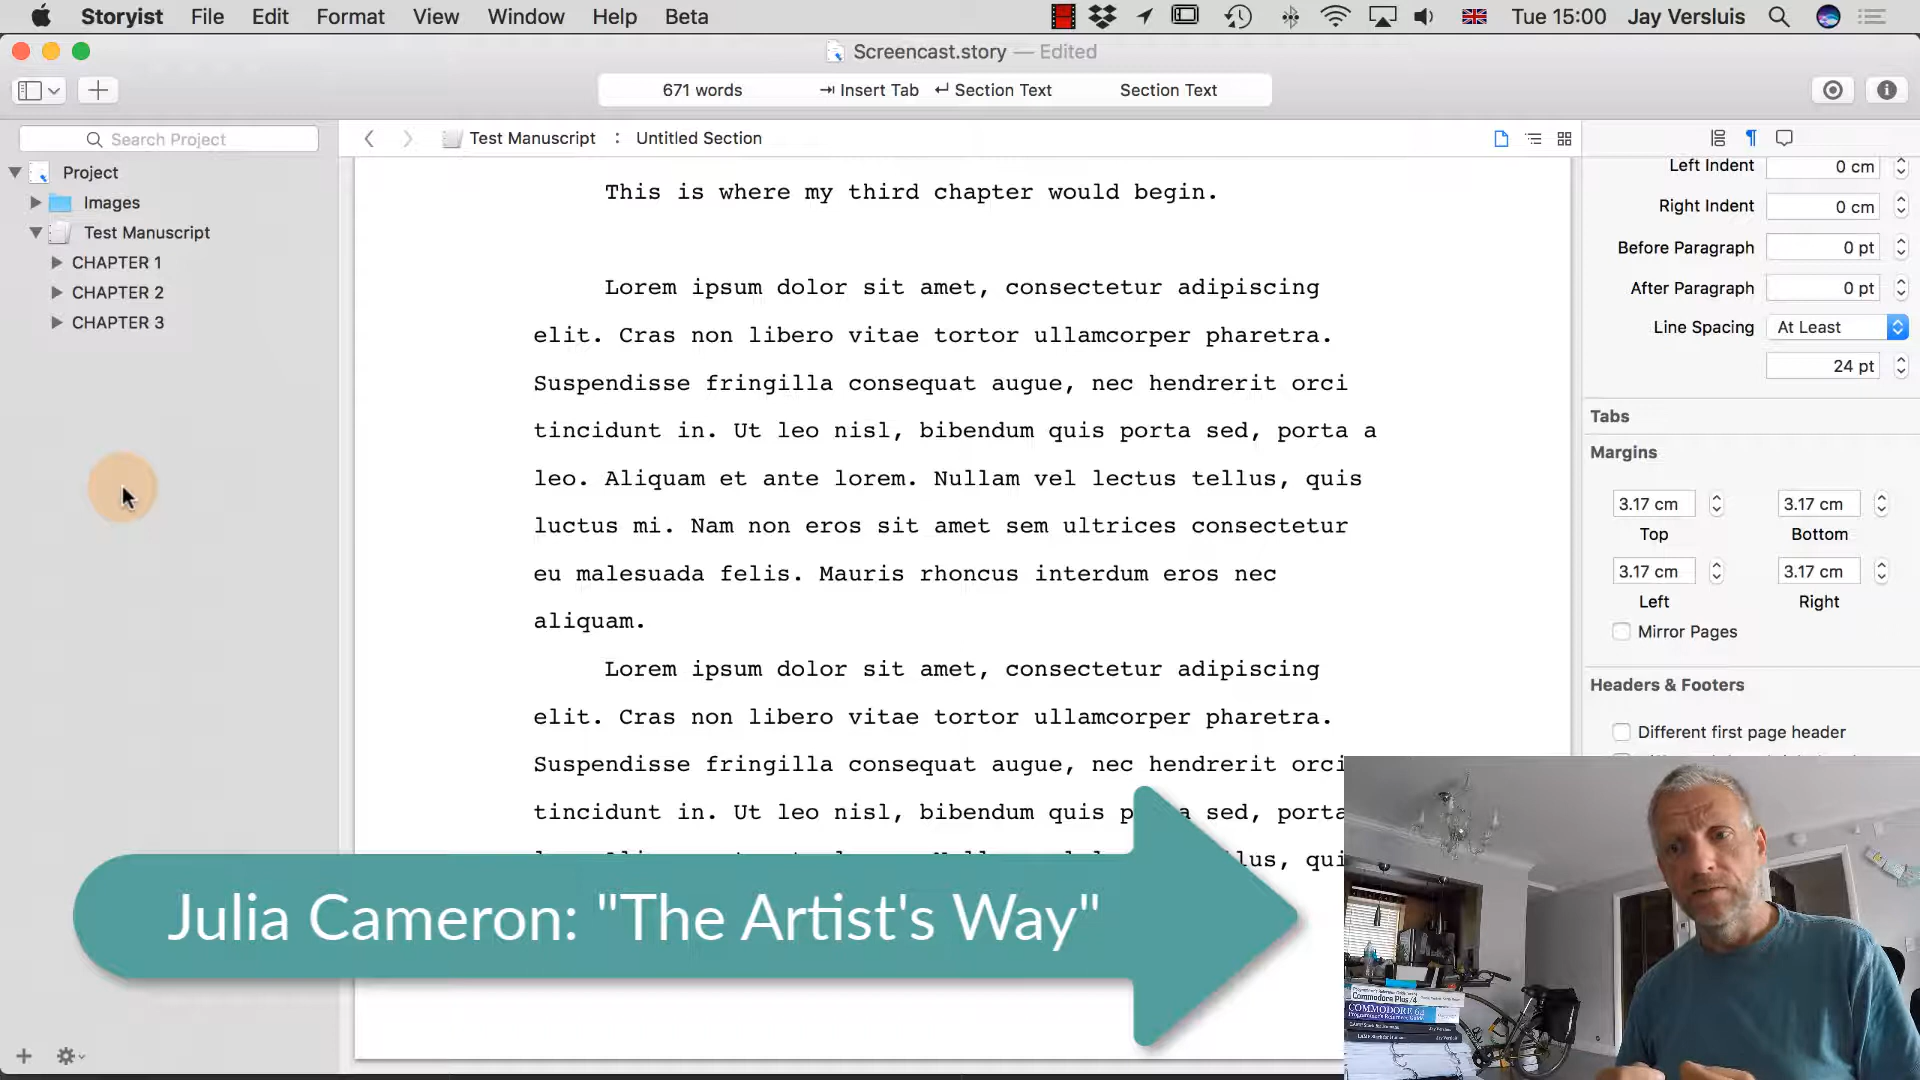 Storyist File Edit Format View Window Help Beta Tue 15:00 Jay Versluis
Screencast.story — Edited
671 words Insert Tab Section Text Section Text
Search Project
Test Manuscript : Untitled Section
Project
Images
Test Manuscript
CHAPTER 1
CHAPTER 2
CHAPTER 3
This is where my third chapter would begin.
Lorem ipsum dolor sit amet, consectetur adipiscing
elit. Cras non libero vitae tortor ullamcorper pharetra.
Suspendisse fringilla consequat augue, nec hendrerit orci
tincidunt in. Ut leo nisl, bibendum quis porta sed, porta a
leo. Aliquam et ante lorem. Nullam vel lectus tellus, quis
luctus mi. Nam non eros sit amet sem ultrices consectetur
eu malesuada felis. Mauris rhoncus interdum eros nec
aliquam.
Lorem ipsum dolor sit amet, consectetur adipiscing
elit. Cras non libero vitae tortor ullamcorper pharetra.
Suspendisse fringilla consequat augue, nec hendrerit orci
tincidunt in. Ut leo nisl, bibendum quis sed, porta
Left Indent 0 cm
Right Indent 0 cm
Before Paragraph 0 pt
After Paragraph 0 pt
Line Spacing At Least
24 pt
Tabs
Margins
3.17 cm 3.17 cm
Top Bottom
3.17 cm 3.17 cm
Left Right
Mirror Pages
Headers & Footers
Different first page header
Julia Cameron: "The Artist's Way"
Commodore Plus/4
COMMODORE 64
Programmer's Reference Guide
Jay Versluis